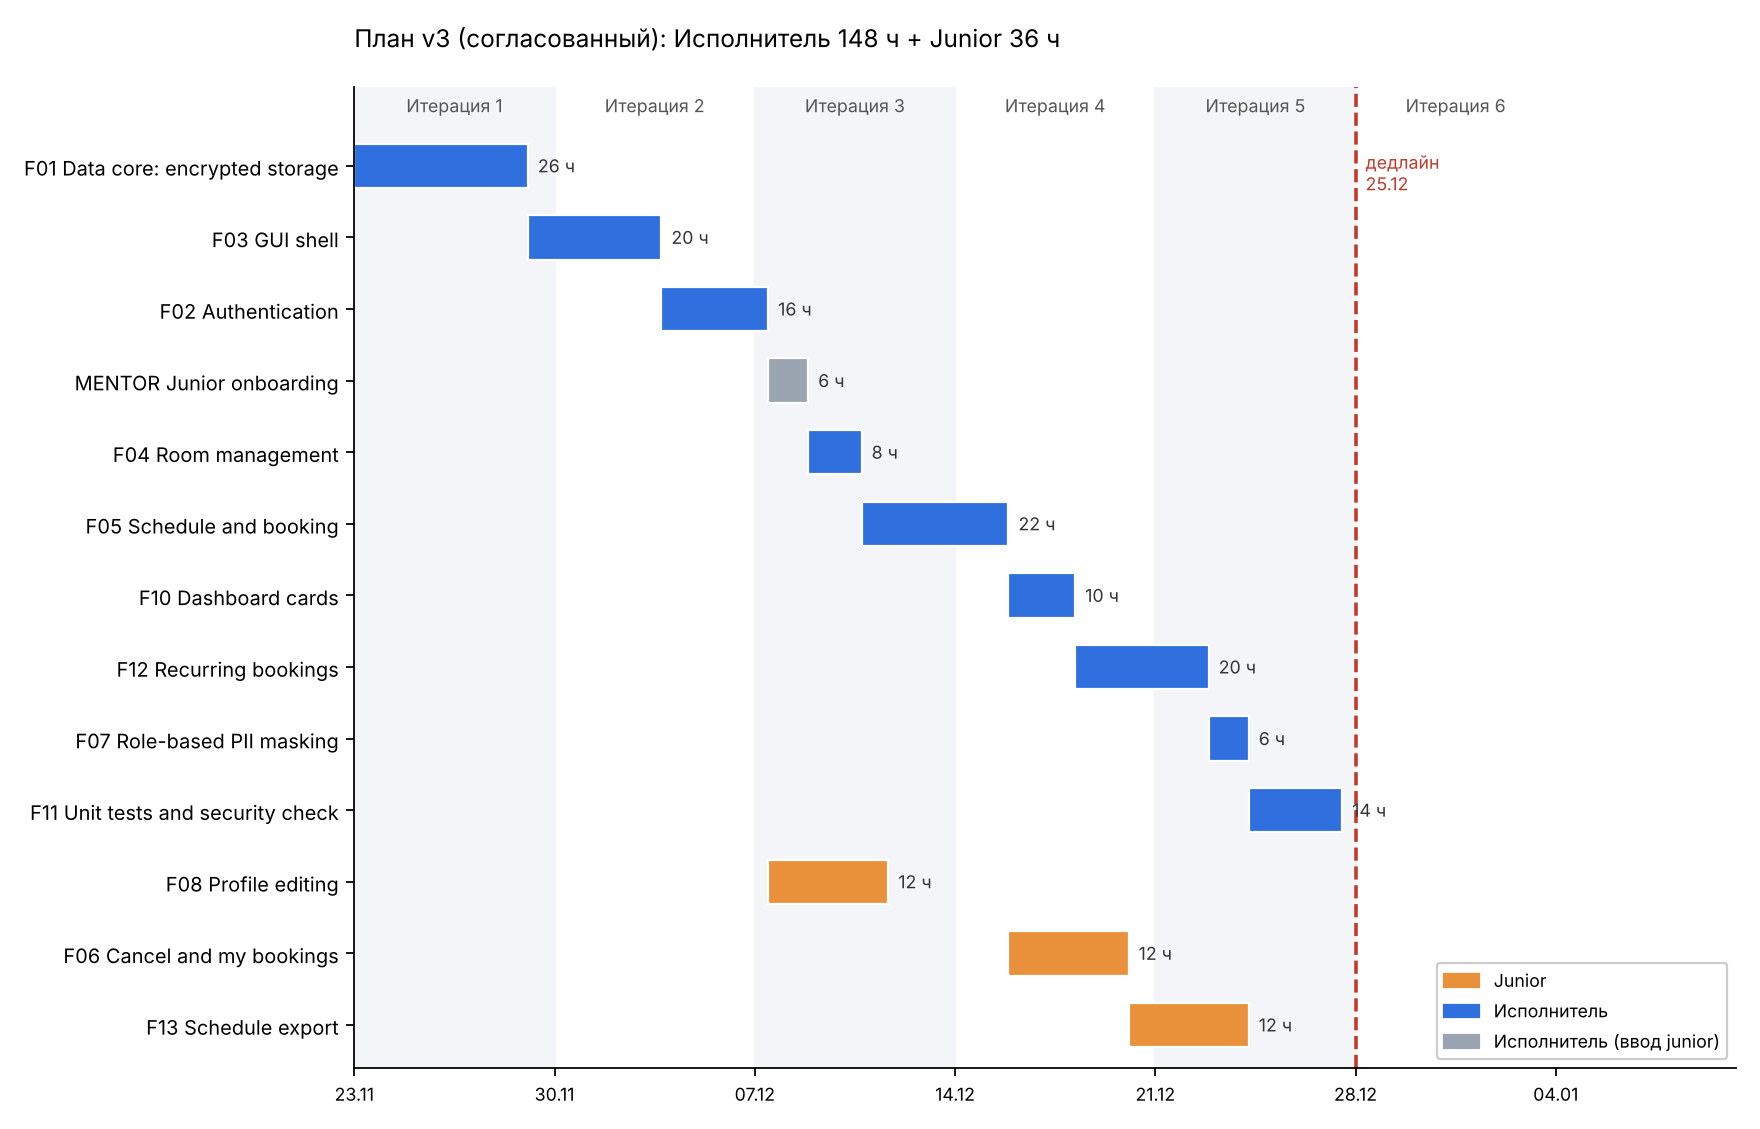 План v3 (согласованный): Исполнитель 148 ч + Junior 36 ч
Итерация 1
Итерация 2
Итерация 3
Итерация 4
Итерация 5
Итерация 6
F01 Data core: encrypted storage
26 ч
дедлайн
25.12
F03 GUI shell
20 ч
F02 Authentication
16 ч
MENTOR Junior onboarding
6 ч
F04 Room management
8 ч
F05 Schedule and booking
22 ч
F10 Dashboard cards
10 ч
F12 Recurring bookings
20 ч
F07 Role-based PII masking
6 ч
F11 Unit tests and security check
14 ч
F08 Profile editing
12 ч
F06 Cancel and my bookings
12 ч
F13 Schedule export
12 ч
Junior
Исполнитель
Исполнитель (ввод junior)
23.11
30.11
07.12
14.12
21.12
28.12
04.01